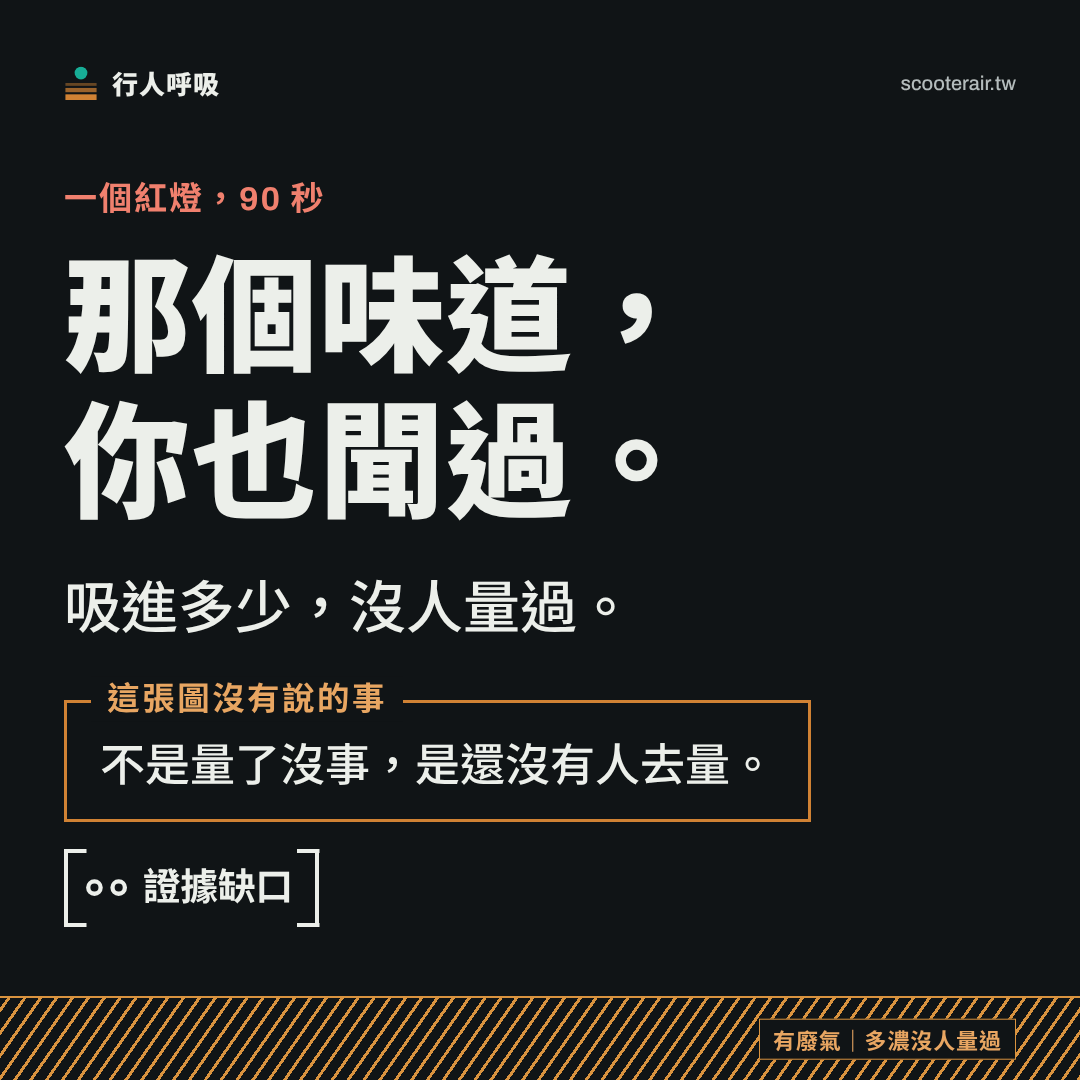 行人呼吸
scooterair.tw
一個紅燈，90 秒
那個味道，
你也聞過。
吸進多少，沒人量過。
這張圖沒有說的事
不是量了沒事，是還沒有人去量。
證據缺口
有廢氣｜多濃沒人量過